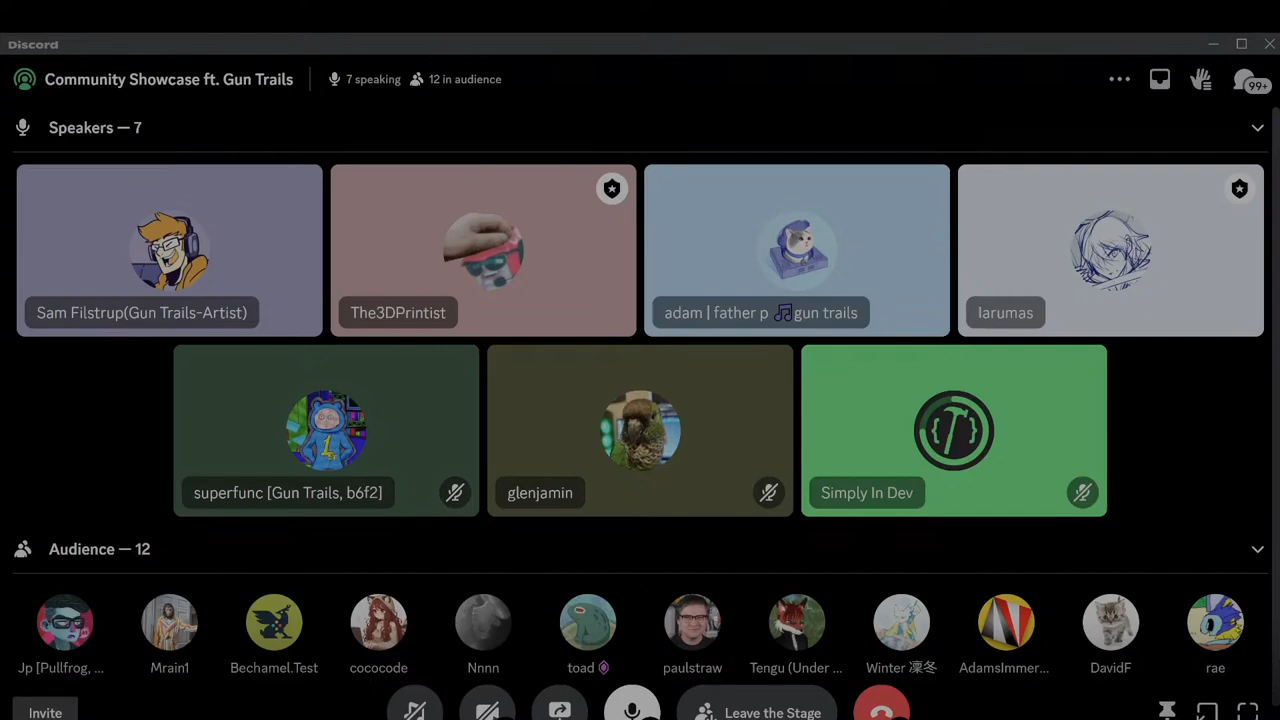 Discord
Community Showcase ft. Gun Trails
7 speaking
12 in audience
99+
Speakers — 7
Sam Filstrup(Gun Trails-Artist)
The3DPrintist
adam | father p 🎵gun trails
larumas
superfunc [Gun Trails, b6f2]
glenjamin
Simply In Dev
Audience — 12
Jp [Pullfrog, ...
Mrain1
Bechamel.Test
cococode
Nnnn
toad
paulstraw
Tengu (Under ...
Winter 凜冬
AdamsImmer...
DavidF
rae
Invite
Leave the Stage